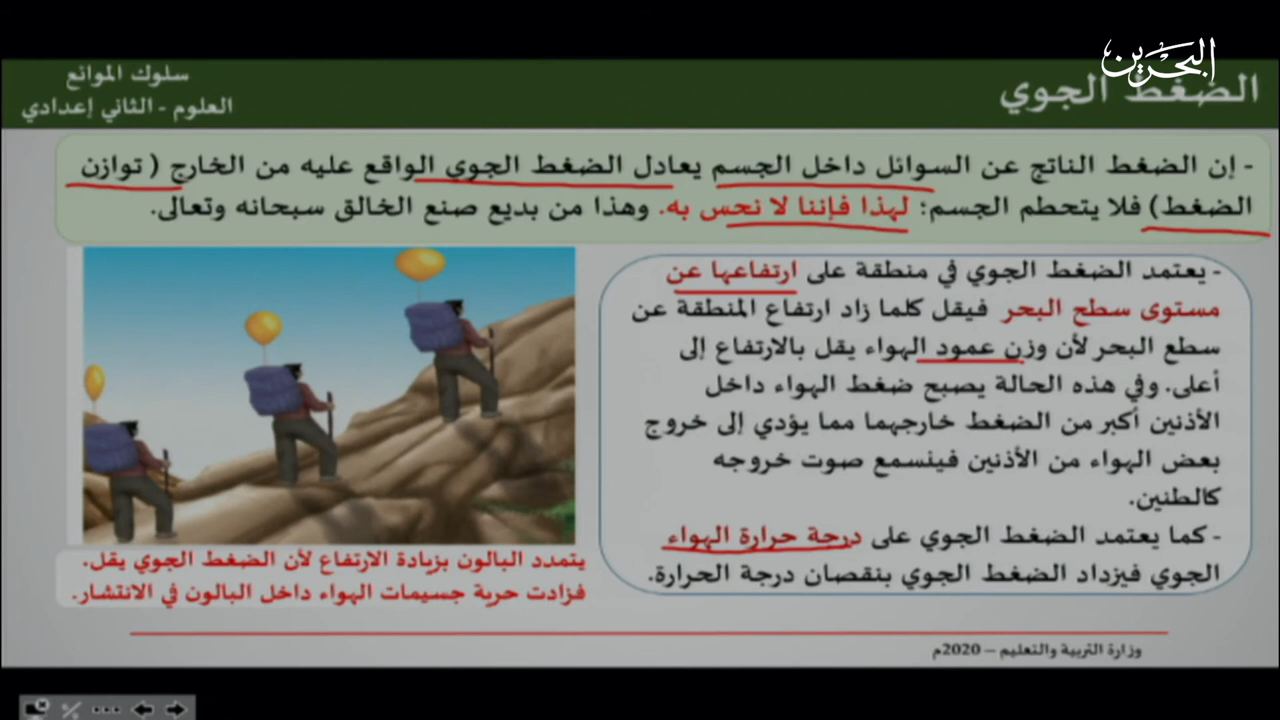 البحرين
الضغط الجوي
سلوك الموائع
العلوم - الثاني إعدادي
- إن الضغط الناتج عن السوائل داخل الجسم يعادل الضغط الجوي الواقع عليه من الخارج ( توازن
الضغط) فلا يتحطم الجسم؛ لهذا فإننا لا نحس به. وهذا من بديع صنع الخالق سبحانه وتعالى.
- يعتمد الضغط الجوي في منطقة على ارتفاعها عن
مستوى سطح البحر فيقل كلما زاد ارتفاع المنطقة عن
سطع البحر لأن وزن عمود الهواء يقل بالارتفاع إلى
أعلى. وفي هذه الحالة يصبح ضغط الهواء داخل
الأذنين أكبر من الضغط خارجهما مما يؤدي إلى خروج
بعض الهواء من الأذنين فينسمع صوت خروجه
كالطنين.
- كما يعتمد الضغط الجوي على درجة حرارة الهواء
الجوي فيزداد الضغط الجوي بنقصان درجة الحرارة.
يتمدد البالون بزيادة الارتفاع لأن الضغط الجوي يقل.
فزادت حرية جسيمات الهواء داخل البالون في الانتشار.
وزارة التربية والتعليم – 2020م